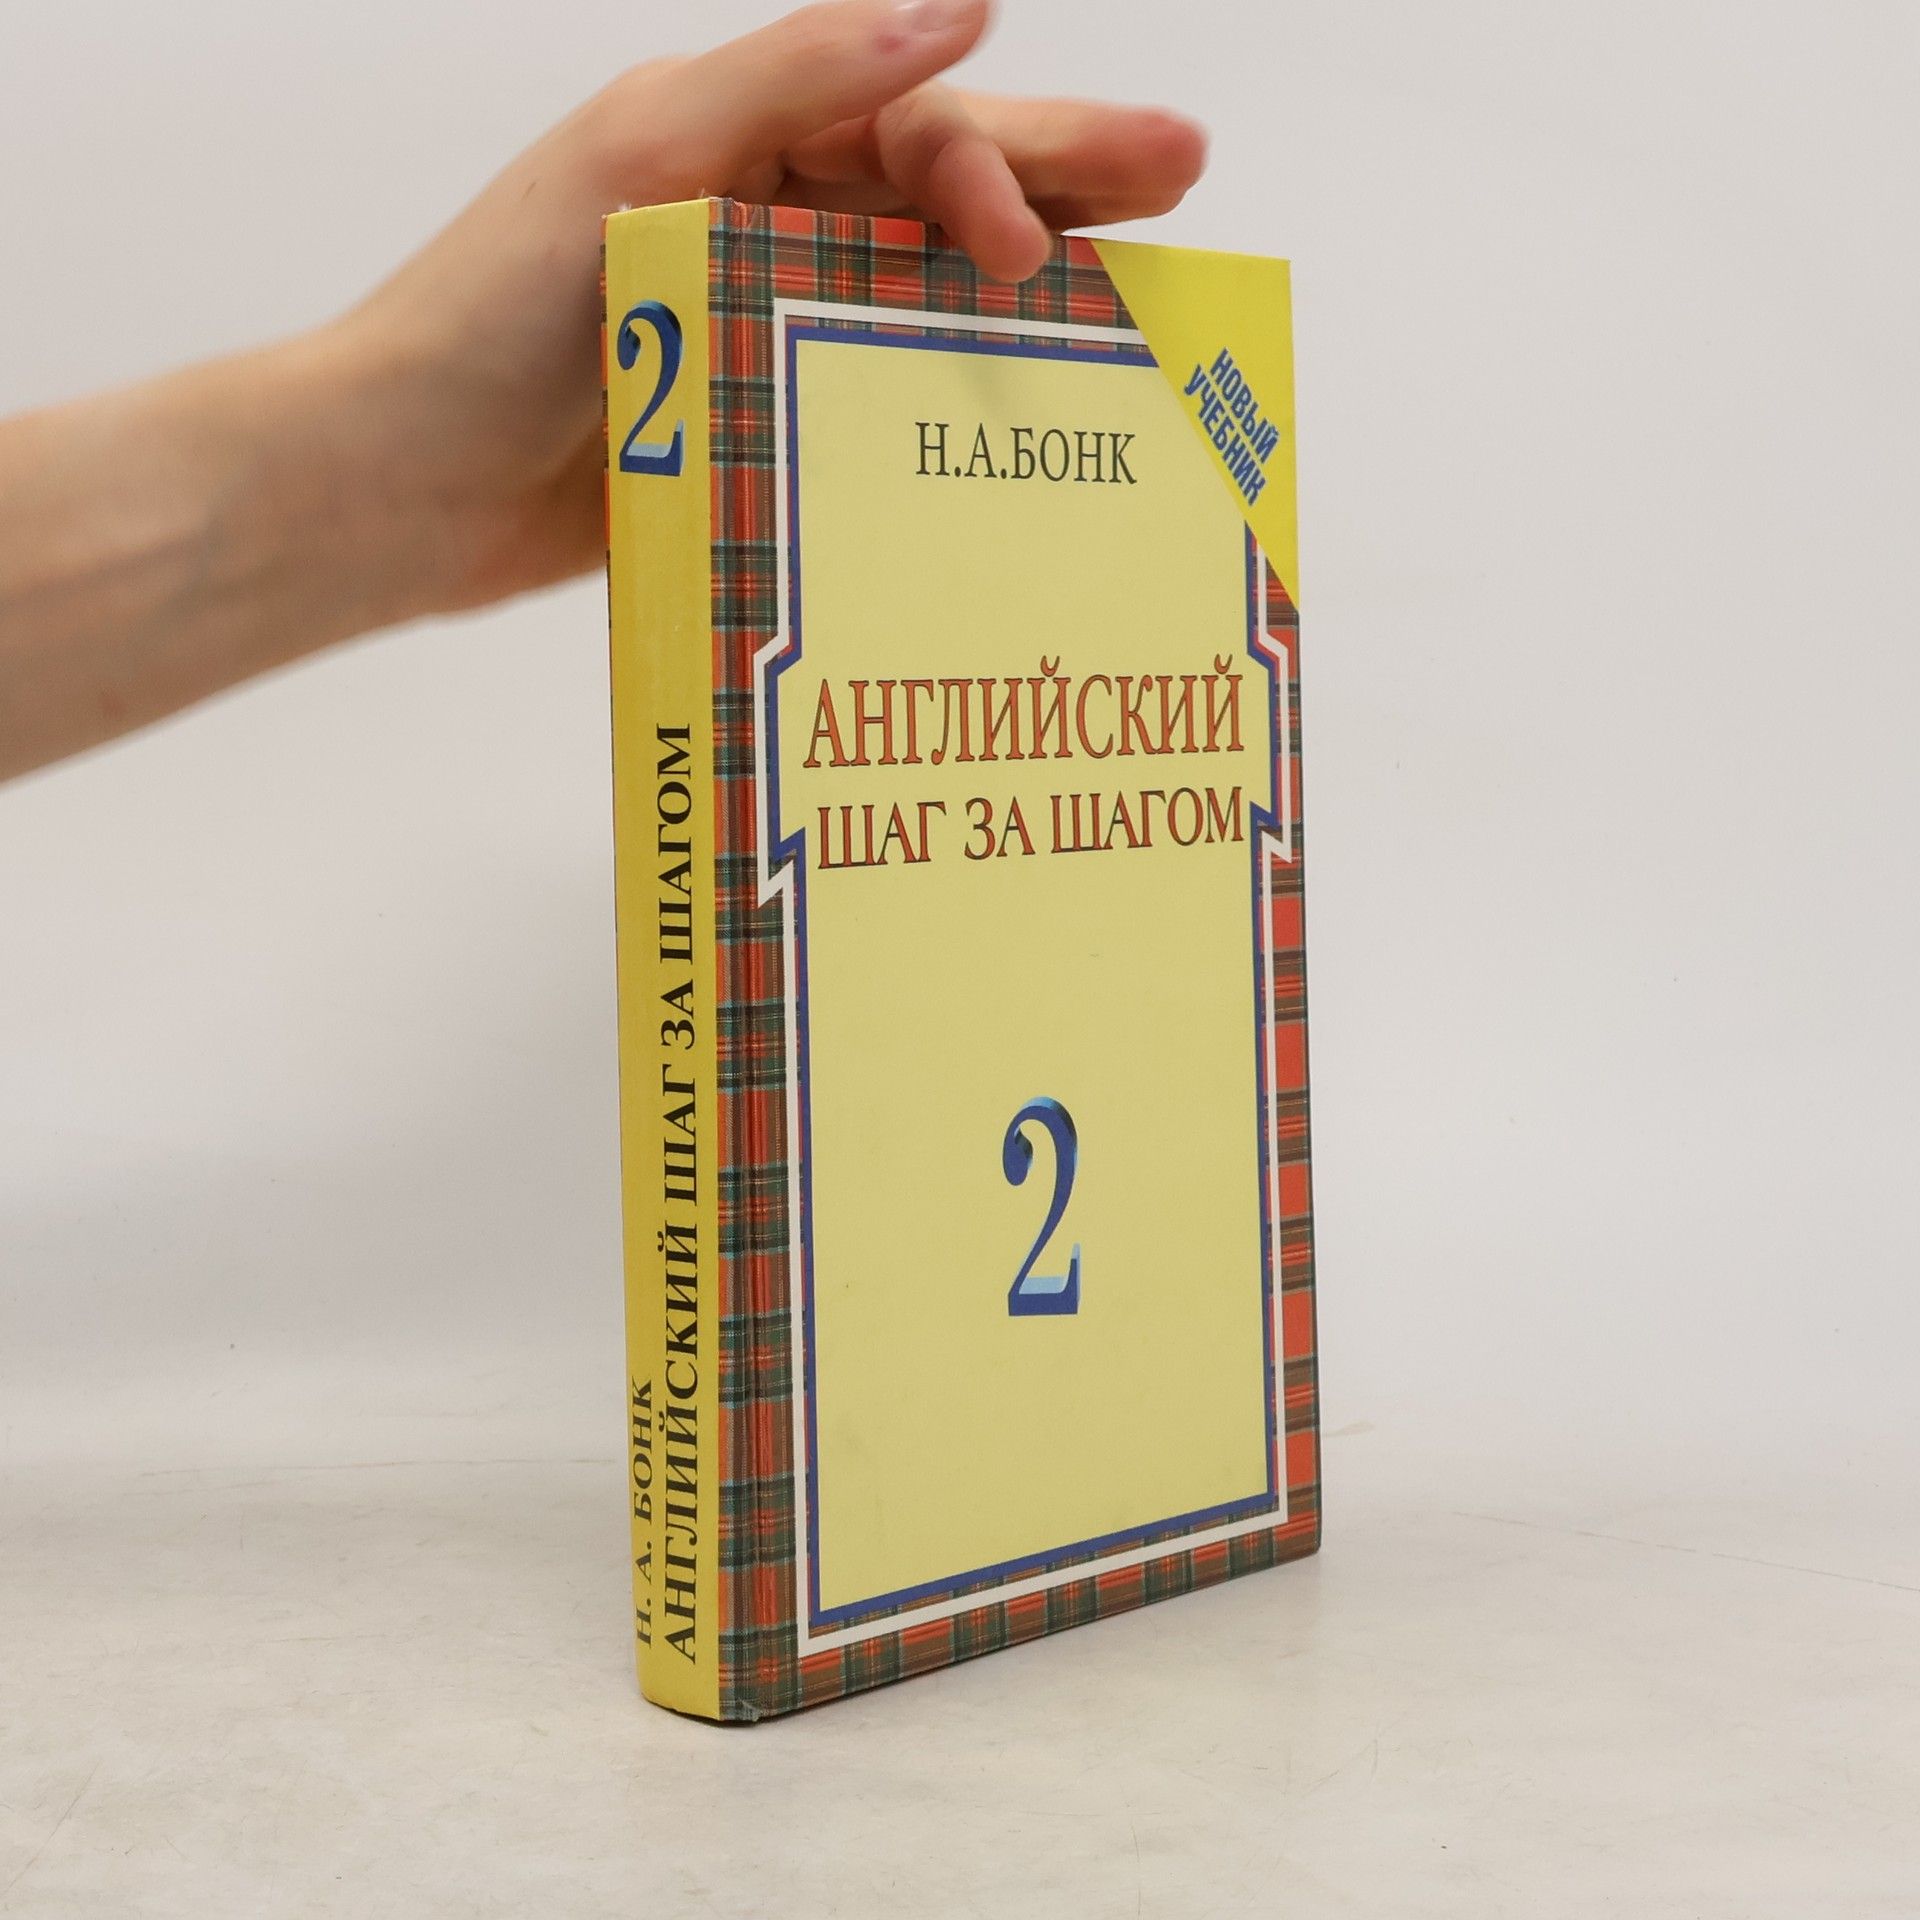 2
Н. А. БОНК
АНГЛИЙСКИЙ ШАГ ЗА ШАГОМ
Н.А.БОНК
НОВЫЙ
УЧЕБНИК
АНГЛИЙСКИЙ
ШАГ ЗА ШАГОМ
2